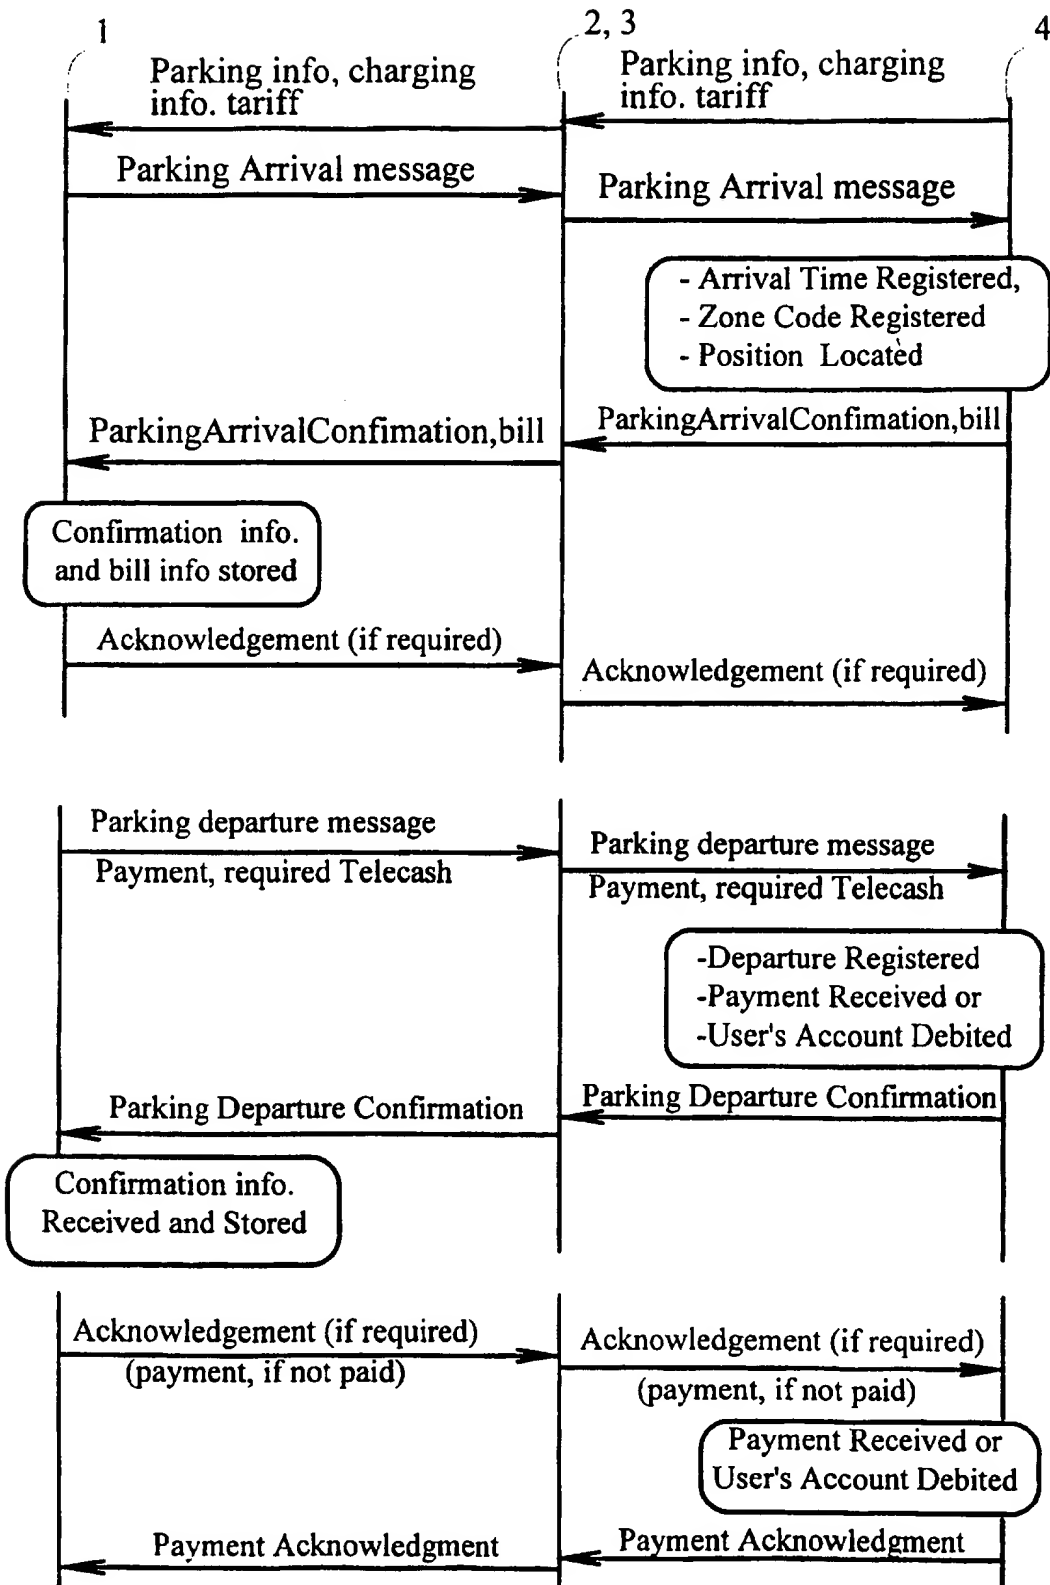 1
2, 3
4
Parking info, charging
info. tariff
Parking info, charging
info. tariff
Parking Arrival message
Parking Arrival message
- Arrival Time Registered,
- Zone Code Registered
- Position Located
ParkingArrivalConfimation,bill
ParkingArrivalConfimation,bill
Confirmation info.
and bill info stored
Acknowledgement (if required)
Acknowledgement (if required)
Parking departure message
Payment, required Telecash
Parking departure message
Payment, required Telecash
-Departure Registered
-Payment Received or
-User's Account Debited
Parking Departure Confirmation
Parking Departure Confirmation
Confirmation info.
Received and Stored
Acknowledgement (if required)
(payment, if not paid)
Acknowledgement (if required)
(payment, if not paid)
Payment Received or
User's Account Debited
Payment Acknowledgment
Payment Acknowledgment